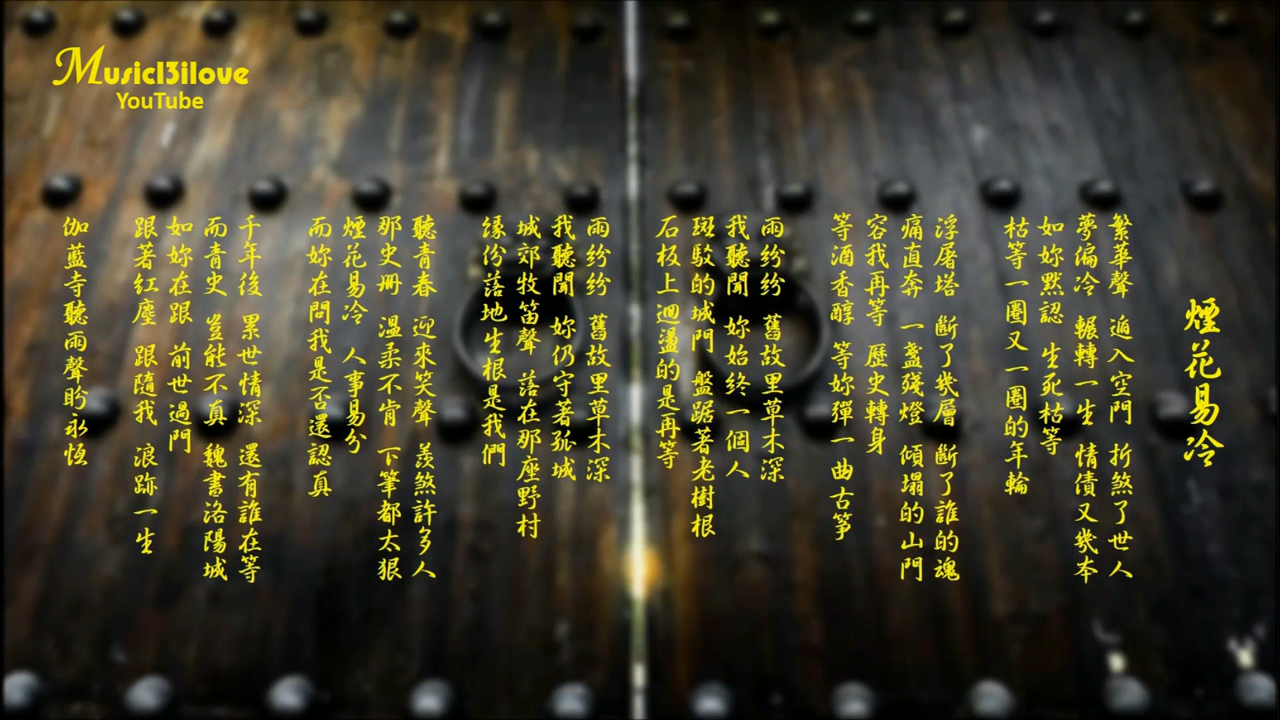 Musicl3ilove
YouTube
煙花易冷
繁華聲 遁入空門 折煞了世人
夢偏冷 輾轉一生 情債又幾本
如妳默認 生死枯等
枯等一圈又一圈的年輪
浮屠塔 斷了幾層 斷了誰的魂
痛直奔 一盞殘燈 傾塌的山門
容我再等 歷史轉身
等酒香醇 等妳彈一曲古箏
雨紛紛 舊故里草木深
我聽聞 妳始終一個人
斑駁的城門 盤踞著老樹根
石板上迴盪的是再等
雨紛紛 舊故里草木深
我聽聞 妳仍守著孤城
城郊牧笛聲 落在那座野村
緣份落地生根是我們
聽青春 迎來笑聲 羨煞許多人
那史冊 溫柔不肯 下筆都太狠
煙花易冷 人事易分
而妳在問我是否還認真
千年後 累世情深 還有誰在等
而青史 豈能不真 魏書洛陽城
如妳在跟 前世過門
跟著紅塵 跟隨我 浪跡一生
伽藍寺聽雨聲盼永恆